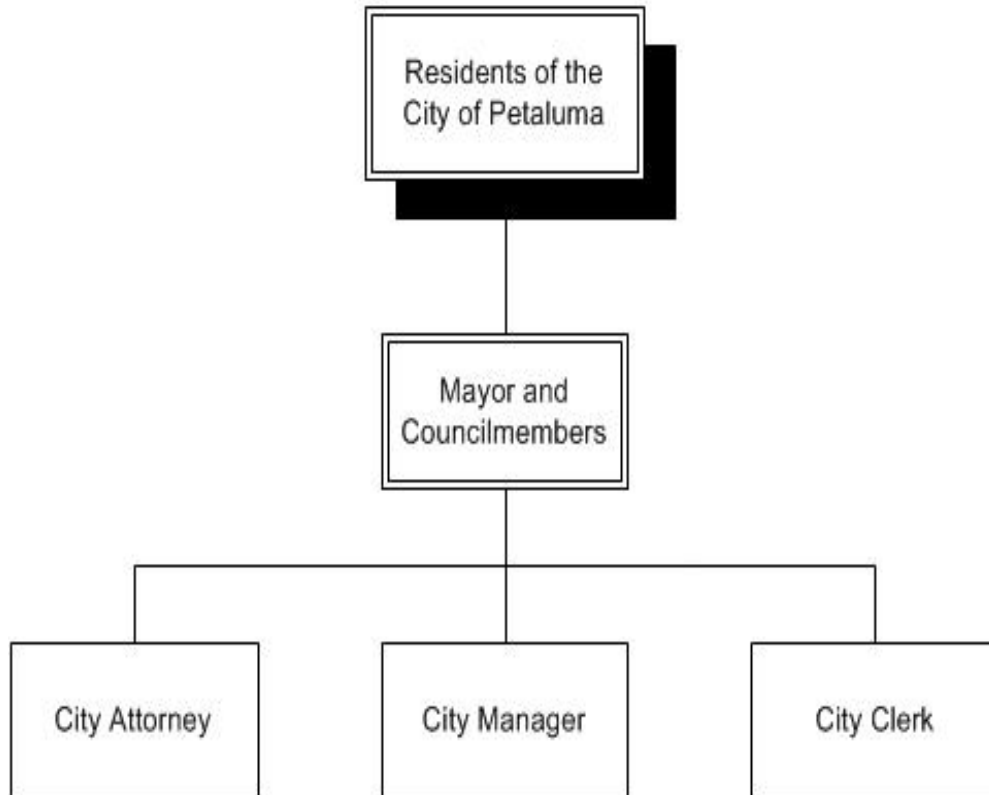 Residents of the
City of Petaluma
Mayor and
Councilmembers
City Attorney
City Manager
City Clerk